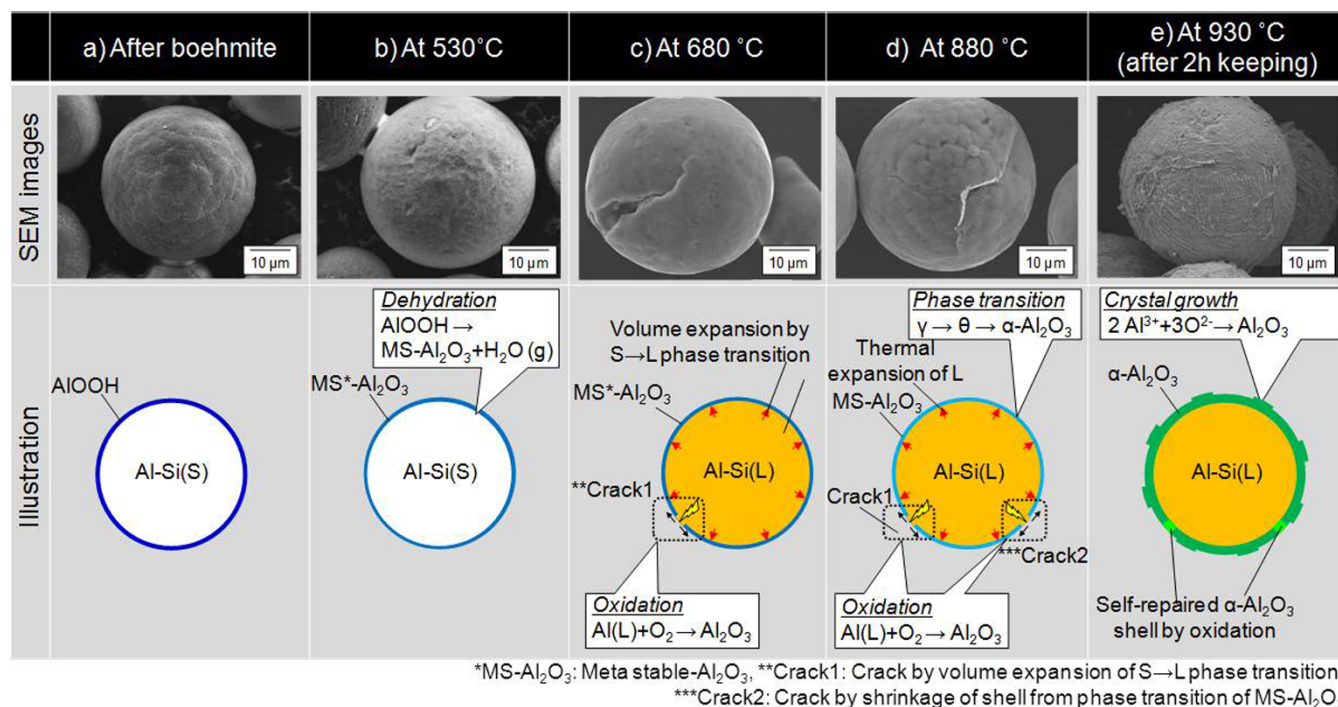 a) After boehmite
b) At 530°C
c) At 680 °C
d) At 880 °C
e) At 930 °C
(after 2h keeping)
SEM images
10 µm
10 µm
10 µm
10 µm
10 µm
Illustration
AlOOH
Al-Si(S)
Dehydration
AlOOH →
MS-Al₂O₃+H₂O (g)
MS*-Al₂O₃
Al-Si(S)
Volume expansion by
S→L phase transition
MS*-Al₂O₃
Al-Si(L)
**Crack1
Oxidation
Al(L)+O₂→ Al₂O₃
Phase transition
γ → θ → α-Al₂O₃
Thermal
expansion of L
MS-Al₂O₃
Al-Si(L)
Crack1
***Crack2
Oxidation
Al(L)+O₂→ Al₂O₃
Crystal growth
2 Al³⁺+3O²⁻→ Al₂O₃
α-Al₂O₃
Al-Si(L)
Self-repaired α-Al₂O₃
shell by oxidation
*MS-Al₂O₃: Meta stable-Al₂O₃, **Crack1: Crack by volume expansion of S→L phase transition
***Crack2: Crack by shrinkage of shell from phase transition of MS-Al₂O